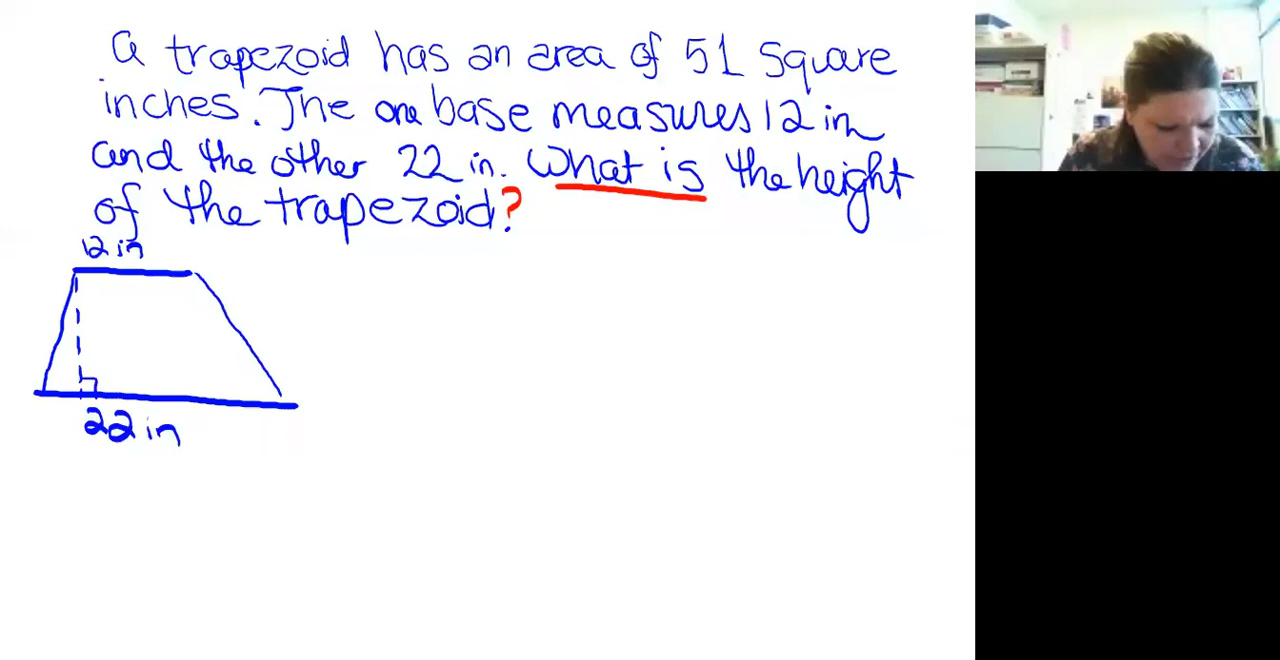 a trapezoid has an area of 51 square
inches. The one base measures 12 in
and the other 22 in. What is the height
of the trapezoid?
12 in
22 in